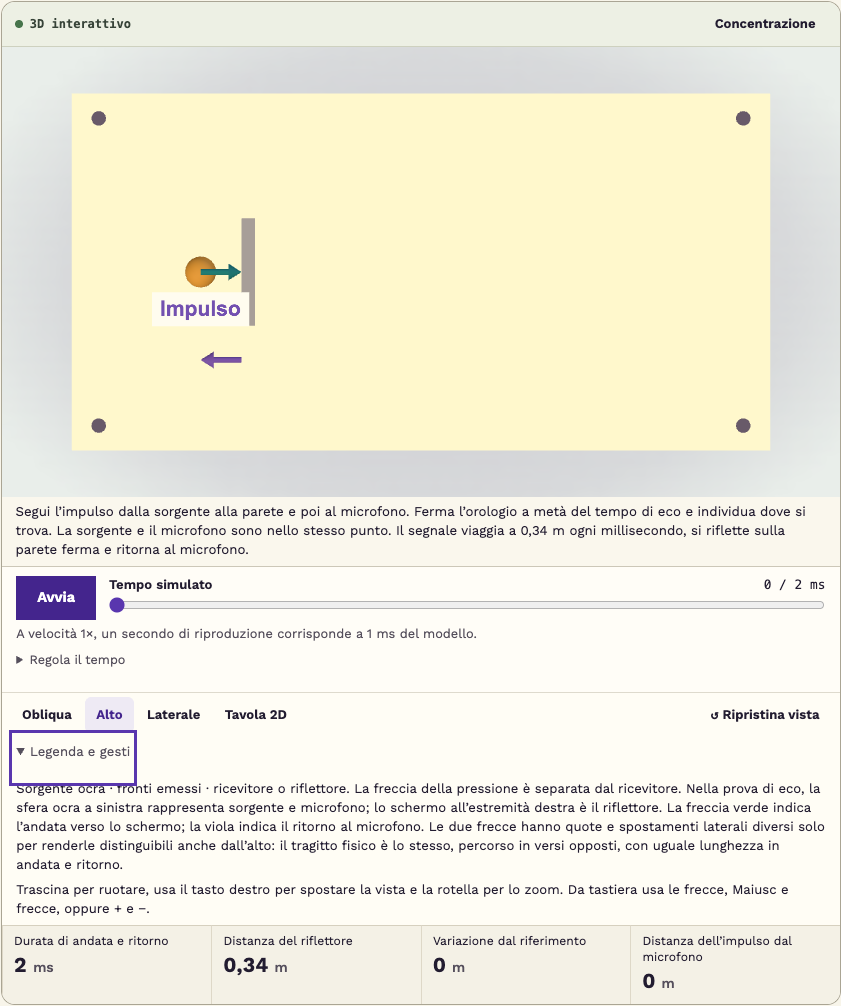 3D interattivo
Concentrazione
Impulso
Segui l’impulso dalla sorgente alla parete e poi al microfono. Ferma l’orologio a metà del tempo di eco e individua dove si
trova. La sorgente e il microfono sono nello stesso punto. Il segnale viaggia a 0,34 m ogni millisecondo, si riflette sulla
parete ferma e ritorna al microfono.
Avvia
Tempo simulato
0 / 2 ms
A velocità 1×, un secondo di riproduzione corrisponde a 1 ms del modello.
▶ Regola il tempo
Obliqua
Alto
Laterale
Tavola 2D
↺ Ripristina vista
▼ Legenda e gesti
Sorgente ocra · fronti emessi · ricevitore o riflettore. La freccia della pressione è separata dal ricevitore. Nella prova di eco, la
sfera ocra a sinistra rappresenta sorgente e microfono; lo schermo all’estremità destra è il riflettore. La freccia verde indica
l’andata verso lo schermo; la viola indica il ritorno al microfono. Le due frecce hanno quote e spostamenti laterali diversi solo
per renderle distinguibili anche dall’alto: il tragitto fisico è lo stesso, percorso in versi opposti, con uguale lunghezza in
andata e ritorno.
Trascina per ruotare, usa il tasto destro per spostare la vista e la rotella per lo zoom. Da tastiera usa le frecce, Maiusc e
frecce, oppure + e −.
Durata di andata e ritorno
2 ms
Distanza del riflettore
0,34 m
Variazione dal riferimento
0 m
Distanza dell’impulso dal
microfono
0 m